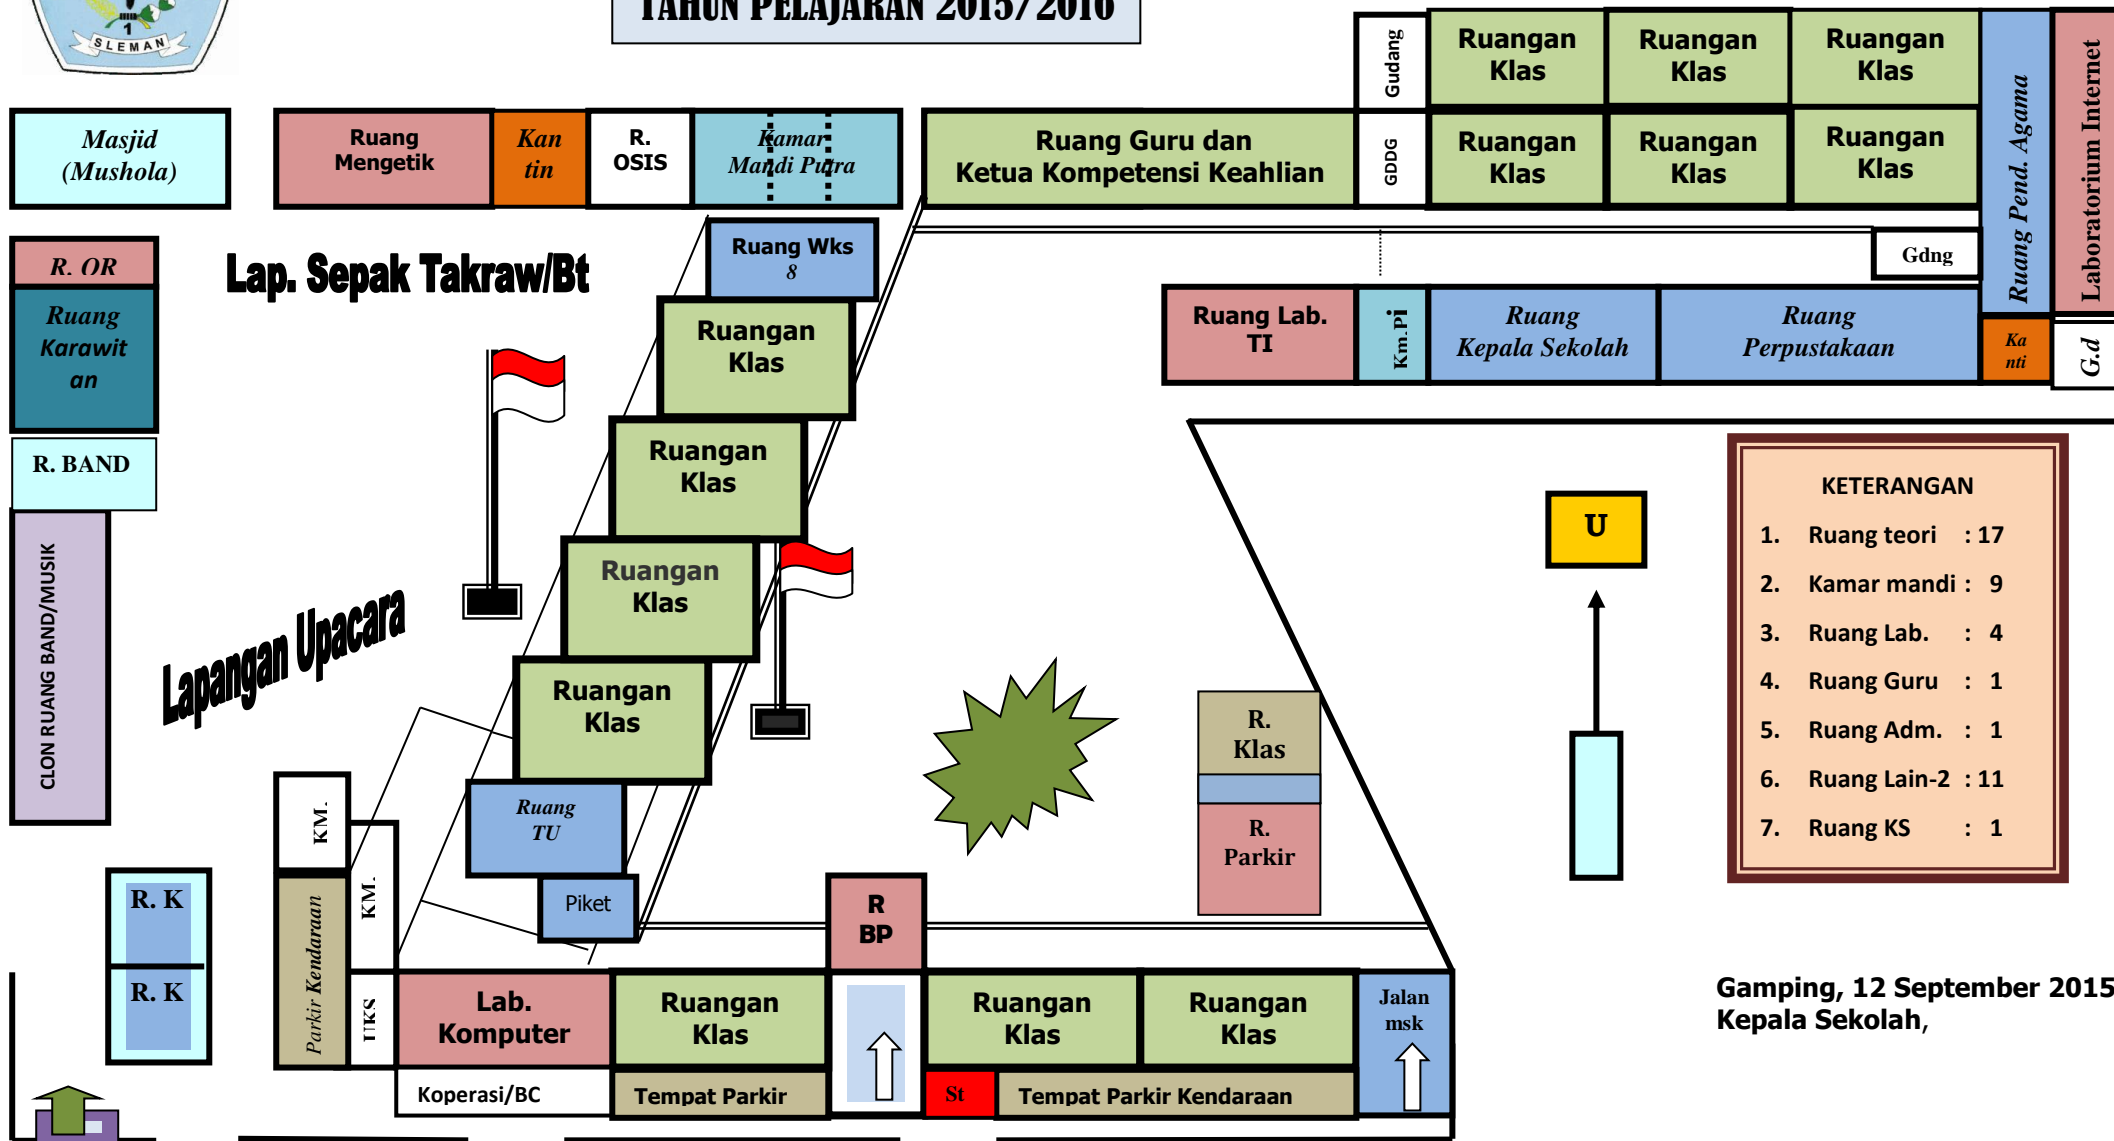 TAHUN PELAJARAN 2015/2016
1
SLEMAN
Gudang
Ruangan
Klas
Ruangan
Klas
Ruangan
Klas
Ruang Pend. Agama
Laboratorium Internet
Masjid
(Mushola)
Ruang
Mengetik
Kan
tin
R.
OSIS
Kamar
Mandi Putra
Ruang Guru dan
Ketua Kompetensi Keahlian
GDDG
Ruangan
Klas
Ruangan
Klas
Ruangan
Klas
R. OR
Lap. Sepak Takraw/Bt
Ruang Wks
8
Gdng
Ruang
Karawit
an
Ruangan
Klas
Ruang Lab.
TI
Km.Pi
Ruang
Kepala Sekolah
Ruang
Perpustakaan
Ka
nti
G.d
R. BAND
Ruangan
Klas
CLON RUANG BAND/MUSIK
Ruangan
Klas
U
KETERANGAN
1. Ruang teori : 17
2. Kamar mandi : 9
3. Ruang Lab. : 4
4. Ruang Guru : 1
5. Ruang Adm. : 1
6. Ruang Lain-2 : 11
7. Ruang KS : 1
Lapangan Upacara
Ruangan
Klas
R.
Klas
R.
Parkir
KM.
Ruang
TU
KM.
Piket
R
BP
R. K
R. K
Parkir Kendaraan
UKS
Lab.
Komputer
Ruangan
Klas
Ruangan
Klas
Ruangan
Klas
Jalan
msk
Gamping, 12 September 2015
Kepala Sekolah,
Koperasi/BC
Tempat Parkir
St
Tempat Parkir Kendaraan